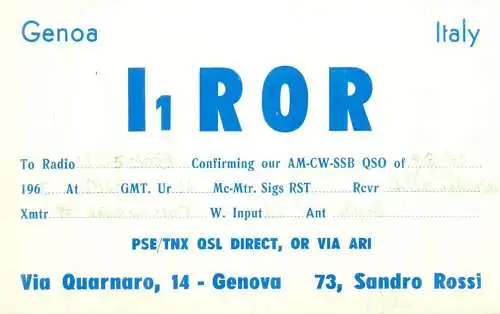 Genoa Italy
I1ROR
To Radio Confirming our AM-CW-SSB QSO of
196 At GMT. Ur Mc-Mtr. Sigs RST Rcvr
Xmtr W. Input Ant
PSE/TNX QSL DIRECT, OR VIA ARI
Via Quarnaro, 14 - Genova 73, Sandro Rossi